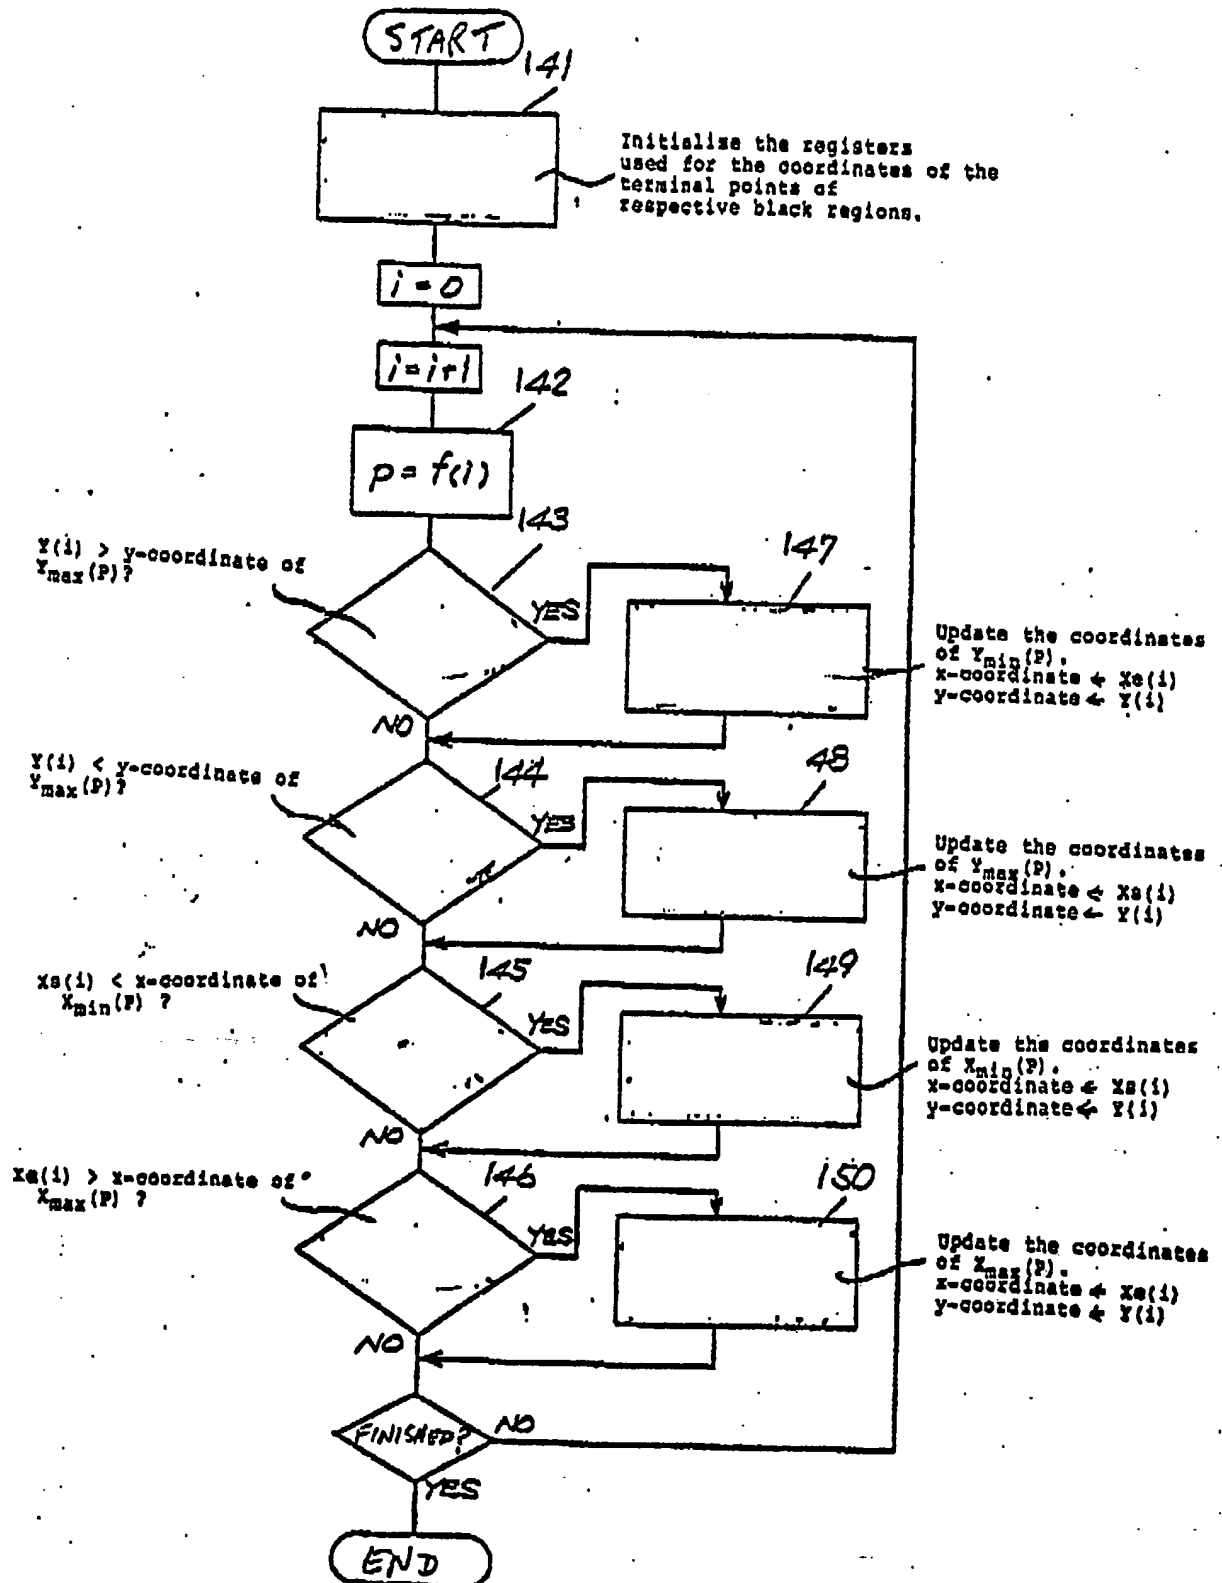 START
141
Initialize the registers
used for the coordinates of the
terminal points of
respective black regions.
i = 0
i = i+1
142
p = f(i)
143
Y(i) > y-coordinate of
Ymax(P)?
YES
147
Update the coordinates
of Ymin(P).
x-coordinate ← Xe(i)
y-coordinate ← Y(i)
NO
Y(i) < y-coordinate of
Ymax(P)?
144
YES
48
Update the coordinates
of Ymax(P).
x-coordinate ← Xs(i)
y-coordinate ← Y(i)
NO
Xs(i) < x-coordinate of
Xmin(P) ?
145
YES
149
Update the coordinates
of Xmin(P).
x-coordinate ← Xs(i)
y-coordinate ← Y(i)
NO
Xe(i) > x-coordinate of
Xmax(P) ?
146
YES
150
Update the coordinates
of Xmax(P).
x-coordinate ← Xe(i)
y-coordinate ← Y(i)
NO
FINISHED?
NO
YES
END